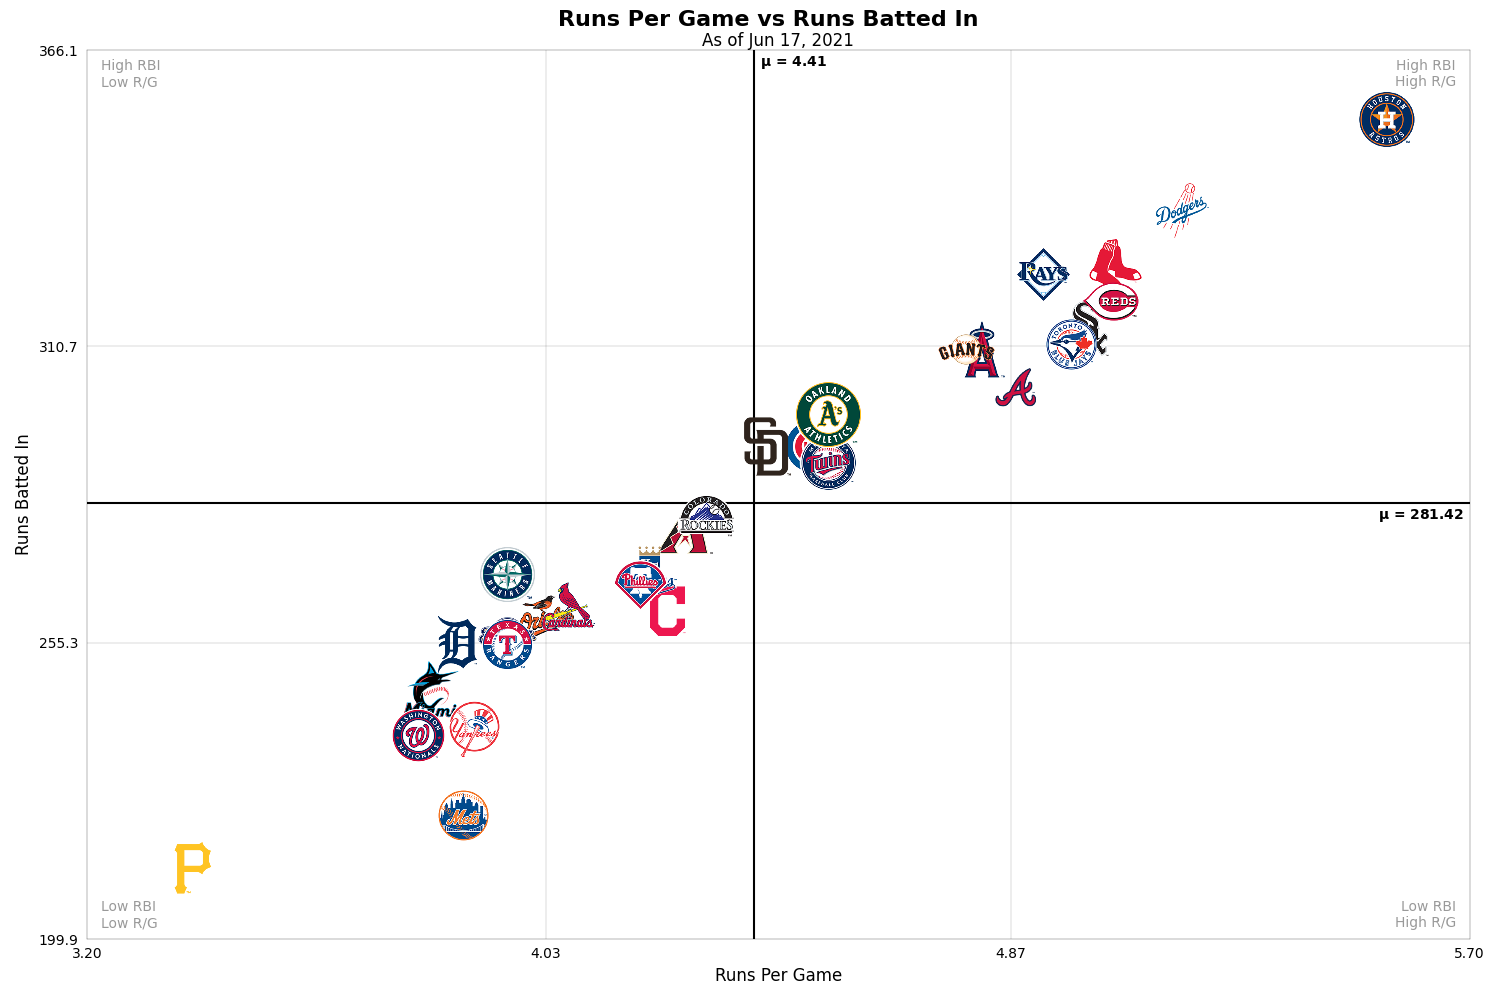 Runs Per Game vs Runs Batted In
As of Jun 17, 2021
366.1
High RBI
Low R/G
μ = 4.41
High RBI
High R/G
HOUSTON
ASTROS
Dodgers
RAYS
REDS
310.7
GIANTS
A
TORONTO
BLUE JAYS
A
OAKLAND
A's
ATHLETICS
SD
Twins
μ = 281.42
COLORADO
ROCKIES
SEATTLE
MARINERS
Phillies
C
Cardinals
D
TEXAS
T
RANGERS
255.3
Miami
WASHINGTON
W
NATIONALS
Yankees
Mets
P
Low RBI
Low R/G
Low RBI
High R/G
199.9
3.20
4.03
4.87
5.70
Runs Per Game
Runs Batted In